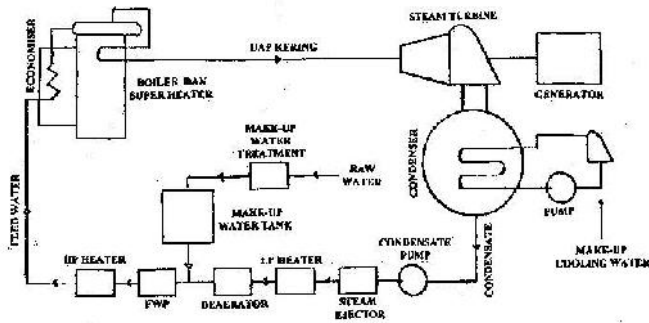 STEAM TURBINE
ECONOMISER
UAP KERING
BOILER DAN
SUPER HEATER
GENERATOR
MAKE-UP
WATER
TREATMENT
RAW
WATER
CONDENSER
PUMP
MAKE-UP
WATER TANK
FEED WATER
MAKE-UP
COOLING WATER
CONDENSATE
PUMP
CONDENSATE
HP HEATER
LP HEATER
FWP
DEAERATOR
STEAM
EJECTOR